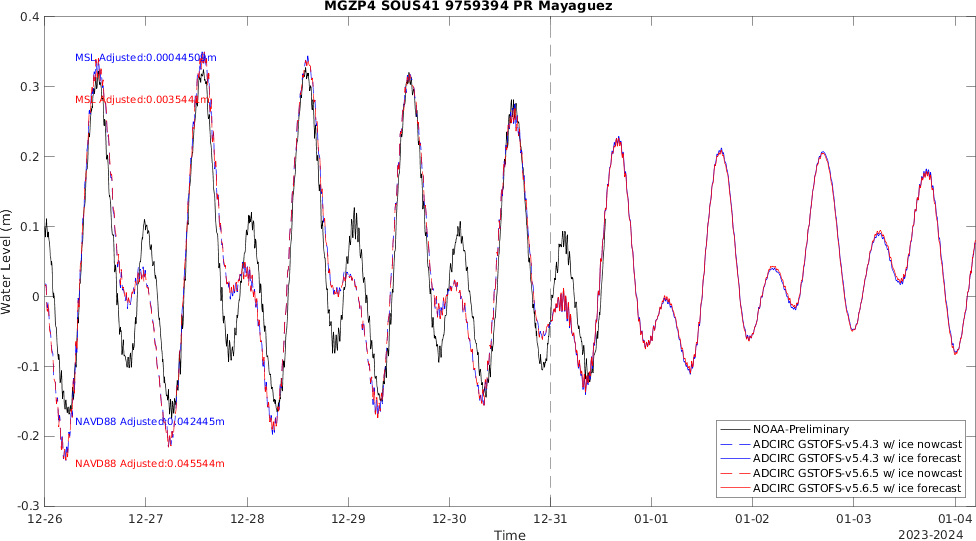 MGZP4 SOUS41 9759394 PR Mayaguez
0.4
0.3
0.2
0.1
0
-0.1
-0.2
-0.3
Water Level (m)
MSL Adjusted:
MSL Adjusted:
NAVD88 Adjusted:0.042445m
NAVD88 Adjusted:0.045544m
NOAA-Preliminary
ADCIRC GSTOFS-v5.4.3 w/ ice nowcast
ADCIRC GSTOFS-v5.4.3 w/ ice forecast
ADCIRC GSTOFS-v5.6.5 w/ ice nowcast
ADCIRC GSTOFS-v5.6.5 w/ ice forecast
12-26 12-27 12-28 12-29 12-30 12-31 01-01 01-02 01-03 01-04
Time
2023-2024